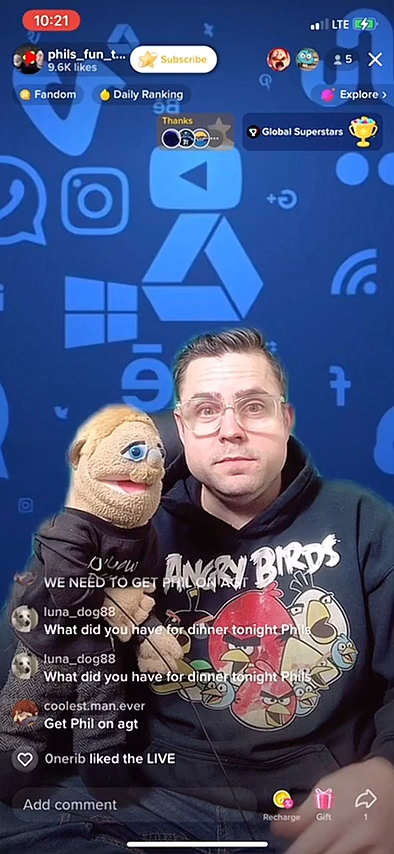 10:21
LTE
phils_fun_t...
9.6K likes
Subscribe
5
Fandom
Daily Ranking
Explore >
Thanks
Global Superstars
G+
ANGRY BIRDS
WE NEED TO GET PHIL ON AGT
luna_dog88
What did you have for dinner tonight Phils
luna_dog88
What did you have for dinner tonight Phils
coolest.man.ever
Get Phil on agt
0nerib liked the LIVE
Add comment
Recharge
Gift
1